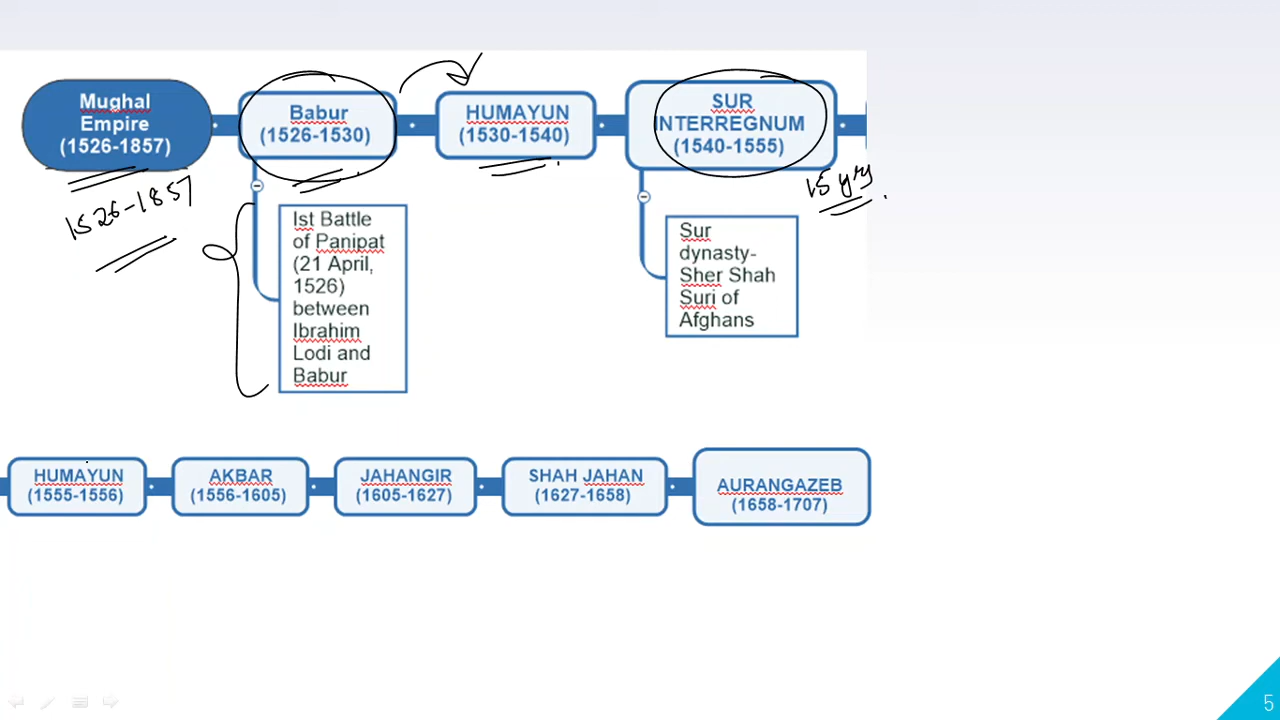 Mughal
Empire
(1526-1857)
Babur
(1526-1530)
HUMAYUN
(1530-1540)
SUR
INTERREGNUM
(1540-1555)
1526-1857
15 yrs
Ist Battle
of Panipat
(21 April,
1526)
between
Ibrahim
Lodi and
Babur
Sur
dynasty-
Sher Shah
Suri of
Afghans
HUMAYUN
(1555-1556)
AKBAR
(1556-1605)
JAHANGIR
(1605-1627)
SHAH JAHAN
(1627-1658)
AURANGAZEB
(1658-1707)
5